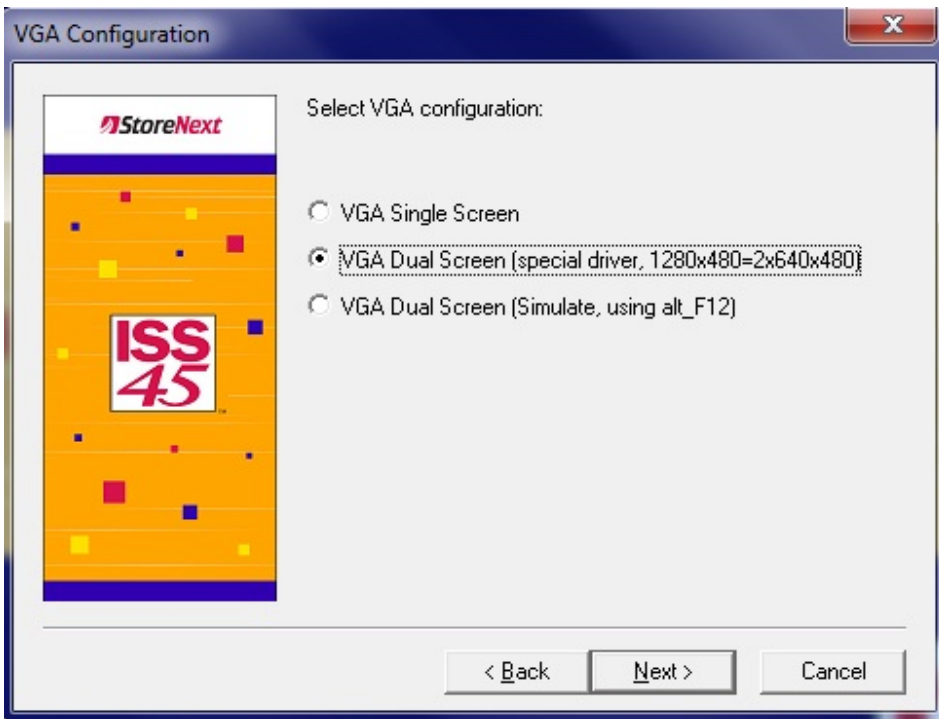 VGA Configuration
StoreNext
Select VGA configuration:
VGA Single Screen
VGA Dual Screen (special driver, 1280x480=2x640x480)
VGA Dual Screen (Simulate, using alt_F12)
ISS
45
< Back
Next >
Cancel